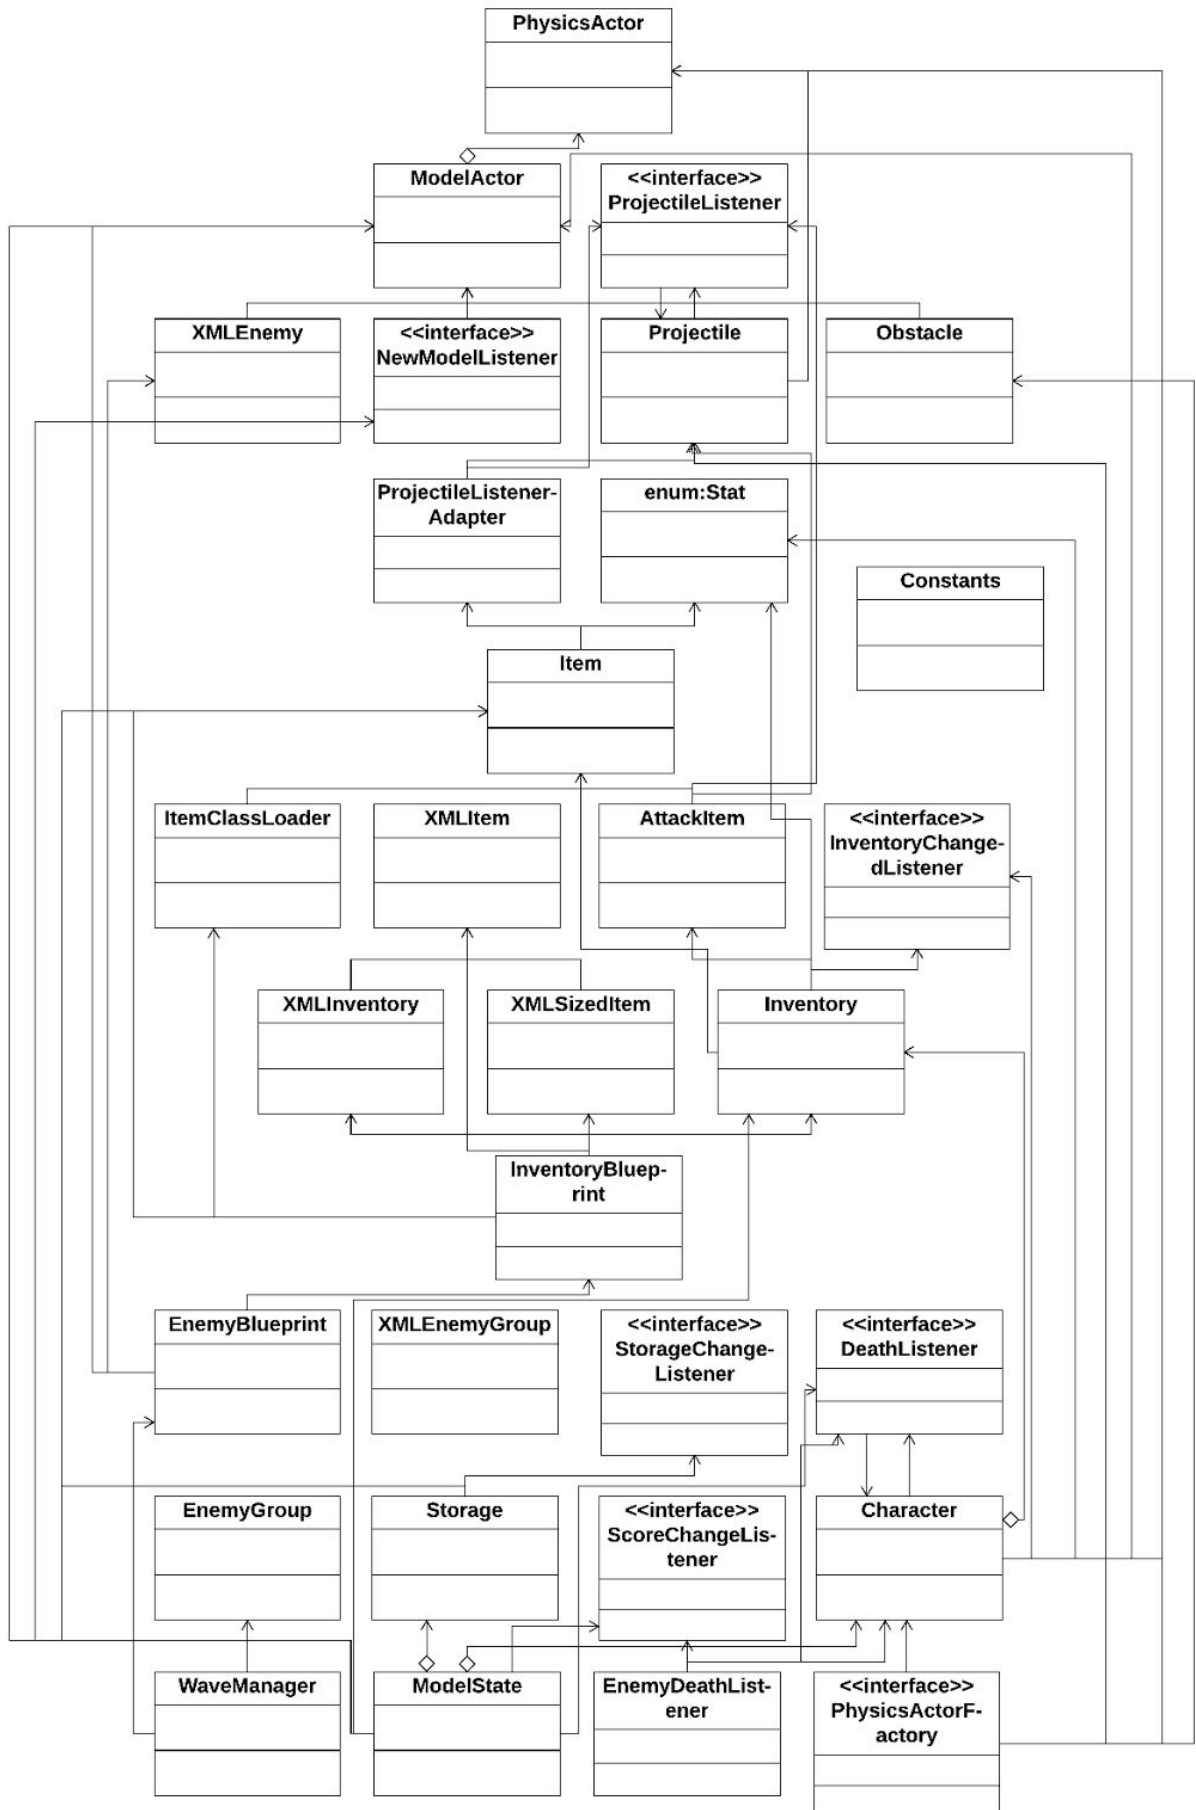 PhysicsActor
ModelActor
<<interface>>
ProjectileListener
XMLEnemy
<<interface>>
NewModelListener
Projectile
Obstacle
ProjectileListener-
Adapter
enum:Stat
Constants
Item
ItemClassLoader
XMLItem
AttackItem
<<interface>>
InventoryChange-
dListener
XMLInventory
XMLSizedItem
Inventory
InventoryBluep-
rint
EnemyBlueprint
XMLEnemyGroup
<<interface>>
StorageChange-
Listener
<<interface>>
DeathListener
EnemyGroup
Storage
<<interface>>
ScoreChangeLis-
tener
Character
WaveManager
ModelState
EnemyDeathList-
ener
<<interface>>
PhysicsActorF-
actory